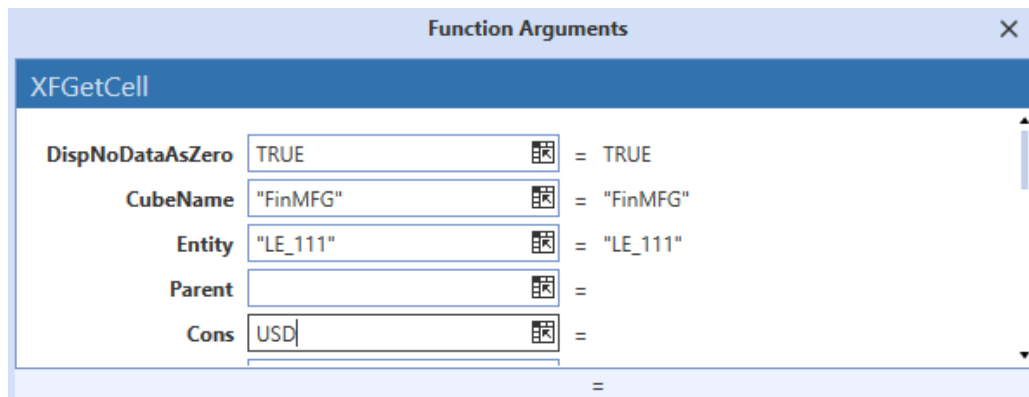 Function Arguments
XFGetCell
DispNoDataAsZero TRUE = TRUE
CubeName "FinMFG" = "FinMFG"
Entity "LE_111" = "LE_111"
Parent =
Cons USD =
=